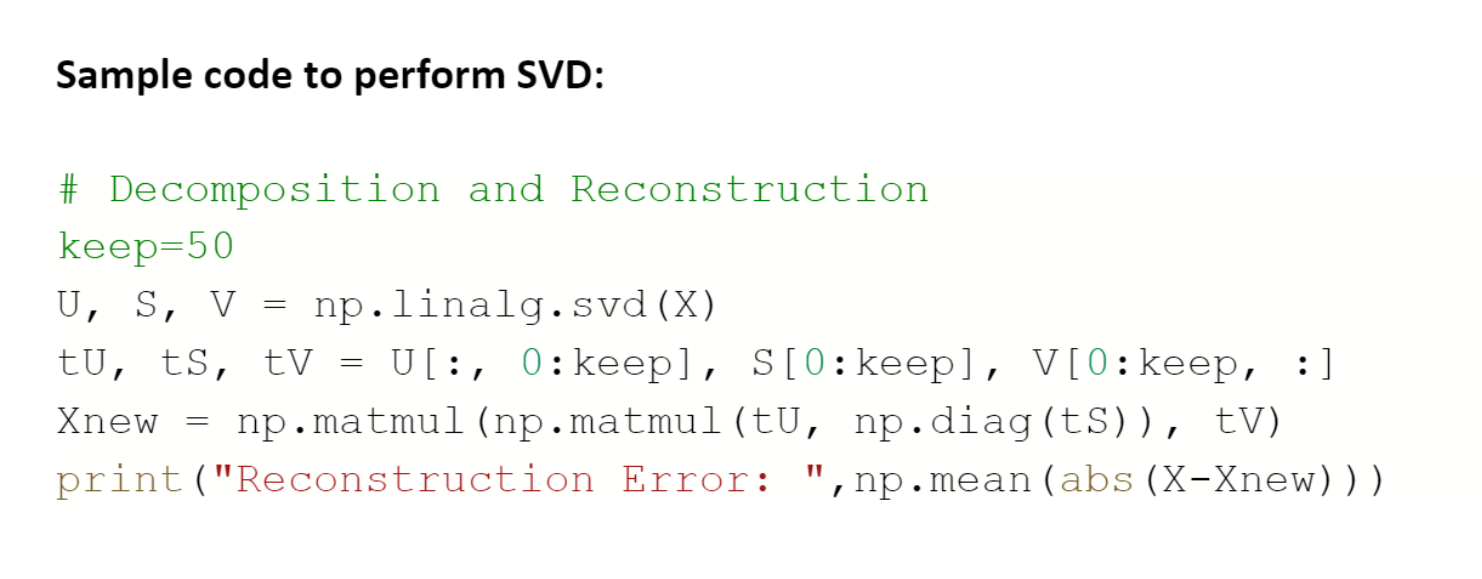 Sample code to perform SVD:
# Decomposition and Reconstruction
keep=50
U, S, V = np.linalg.svd(X)
tU, tS, tV = U[:, 0:keep], S[0:keep], V[0:keep, :]
Xnew = np.matmul(np.matmul(tU, np.diag(tS)), tV)
print("Reconstruction Error: ",np.mean(abs(X-Xnew)))